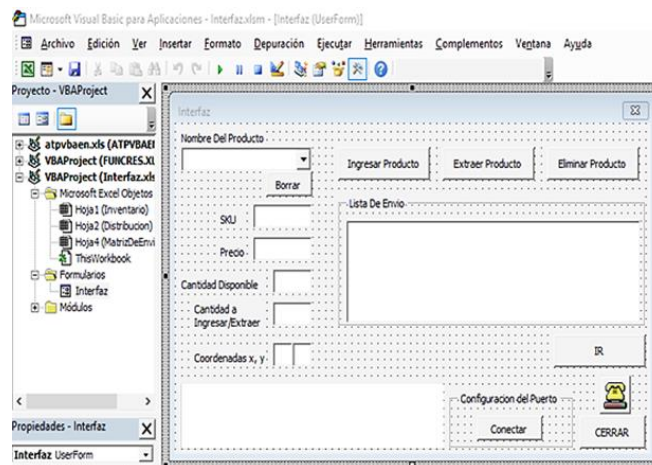 Microsoft Visual Basic para Aplicaciones - Interfaz.xlsm - [Interfaz (UserForm)]
Archivo Edición Ver Insertar Formato Depuración Ejecutar Herramientas Complementos Ventana Ayuda
Proyecto - VBAProject
atpvbaen.xls (ATPVBAEI
VBAProject (FUNCRES.XL
VBAProject (Interfaz.xls
Microsoft Excel Objetos
Hoja1 (Inventario)
Hoja2 (Distribucion)
Hoja4 (MatrizDeEnvi
ThisWorkbook
Formularios
Interfaz
Módulos
Propiedades - Interfaz
Interfaz UserForm
Interfaz
Nombre Del Producto
Borrar
Ingresar Producto
Extraer Producto
Eliminar Producto
SKU
Precio
Cantidad Disponible
Cantidad a
Ingresar/Extraer
Coordenadas x, y
Lista De Envio
IR
Configuracion del Puerto
Conectar
CERRAR